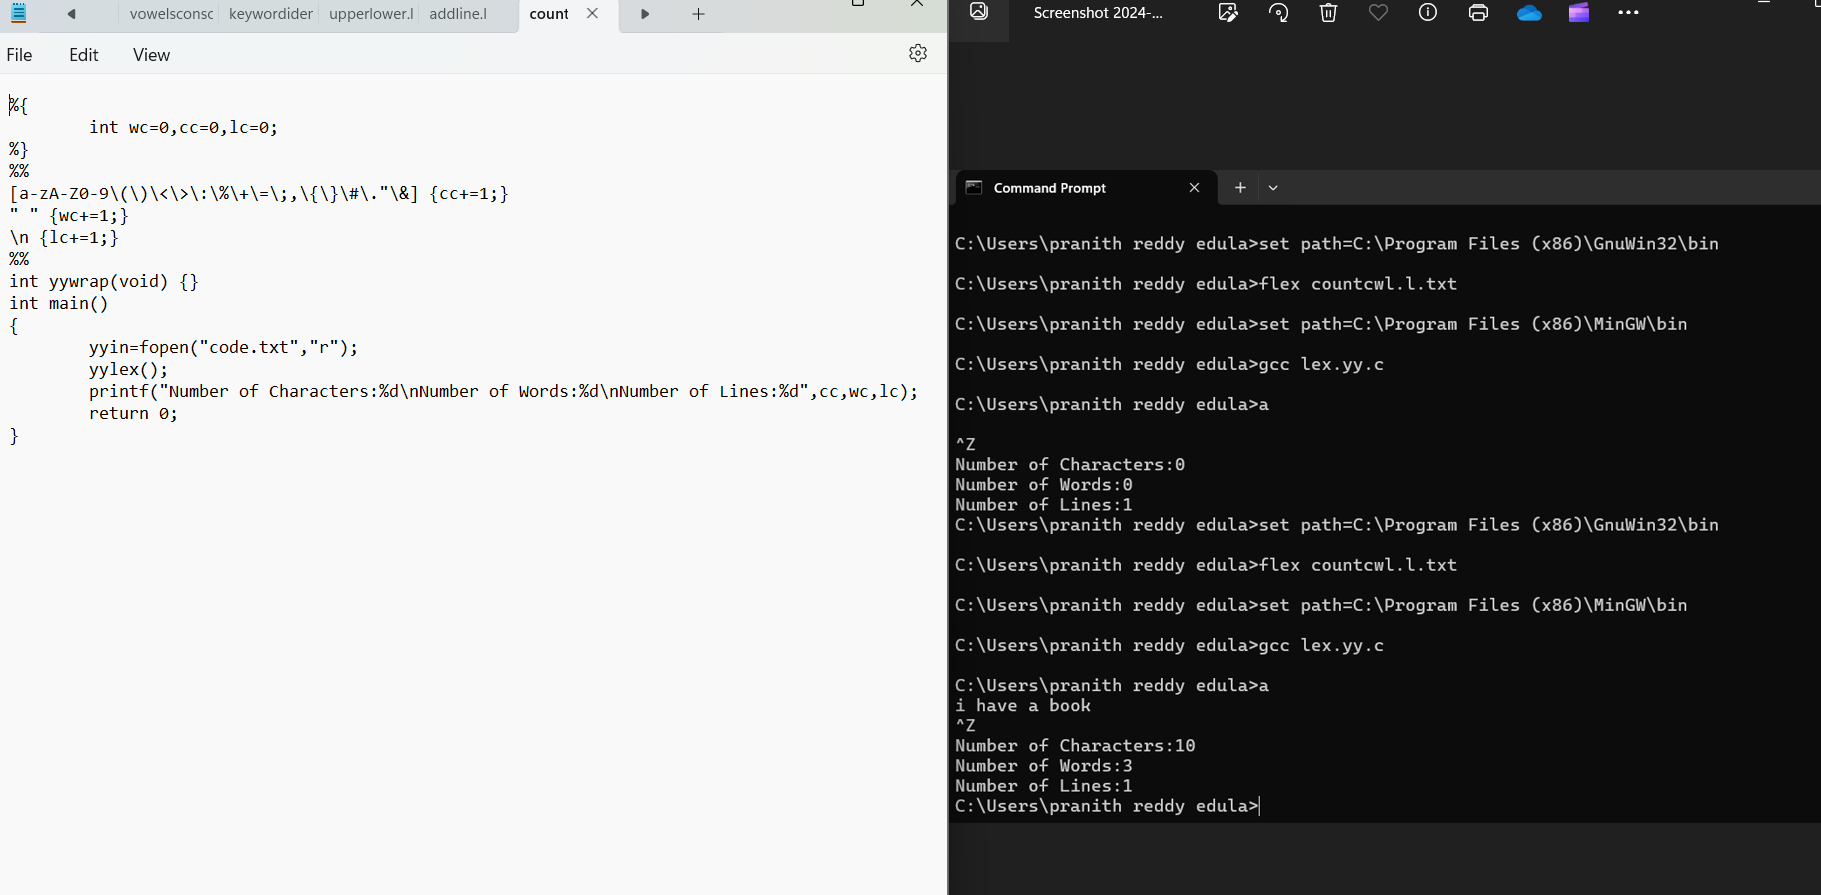 vowelsconsc keywordider upperlower.l addline.l count
File Edit View
%{
int wc=0,cc=0,lc=0;
%}
%%
[a-zA-Z0-9\(\)\<\>\:\%\+\=\;,\{\}\#\."\&] {cc+=1;}
" " {wc+=1;}
\n {lc+=1;}
%%
int yywrap(void) {}
int main()
{
yyin=fopen("code.txt","r");
yylex();
printf("Number of Characters:%d\nNumber of Words:%d\nNumber of Lines:%d",cc,wc,lc);
return 0;
}
Screenshot 2024-...
Command Prompt
C:\Users\pranith reddy edula>set path=C:\Program Files (x86)\GnuWin32\bin
C:\Users\pranith reddy edula>flex countcwl.l.txt
C:\Users\pranith reddy edula>set path=C:\Program Files (x86)\MinGW\bin
C:\Users\pranith reddy edula>gcc lex.yy.c
C:\Users\pranith reddy edula>a
^Z
Number of Characters:0
Number of Words:0
Number of Lines:1
C:\Users\pranith reddy edula>set path=C:\Program Files (x86)\GnuWin32\bin
C:\Users\pranith reddy edula>flex countcwl.l.txt
C:\Users\pranith reddy edula>set path=C:\Program Files (x86)\MinGW\bin
C:\Users\pranith reddy edula>gcc lex.yy.c
C:\Users\pranith reddy edula>a
i have a book
^Z
Number of Characters:10
Number of Words:3
Number of Lines:1
C:\Users\pranith reddy edula>